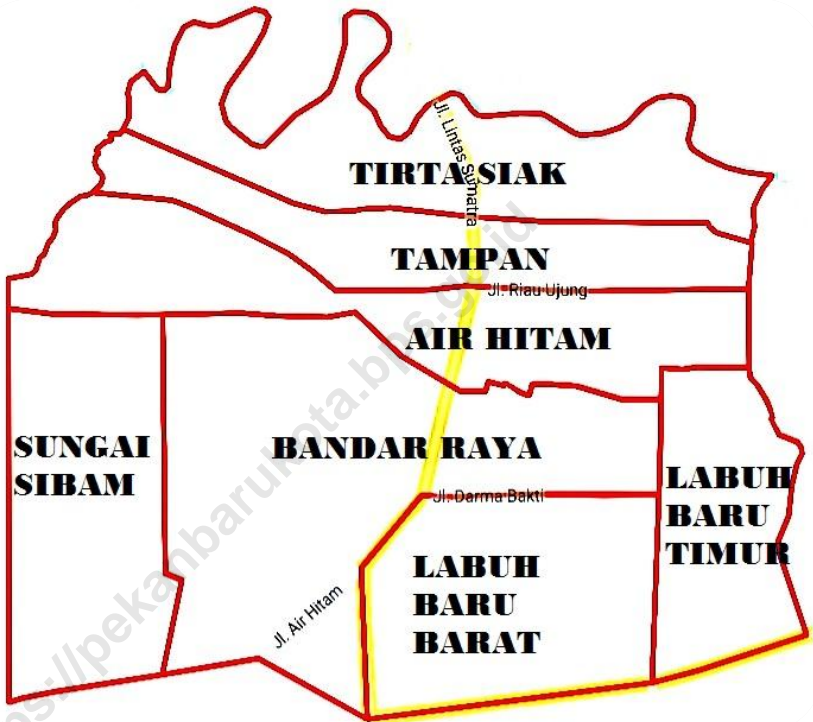 Jl. Lintas Sumatra
TIRTA SIAK
TAMPAN
Jl. Riau Ujung
AIR HITAM
SUNGAI
SIBAM
BANDAR RAYA
LABUH
BARU
TIMUR
Jl. Darma Bakti
LABUH
BARU
BARAT
Jl. Air Hitam
ps://pekanbarukota.bps.go.id